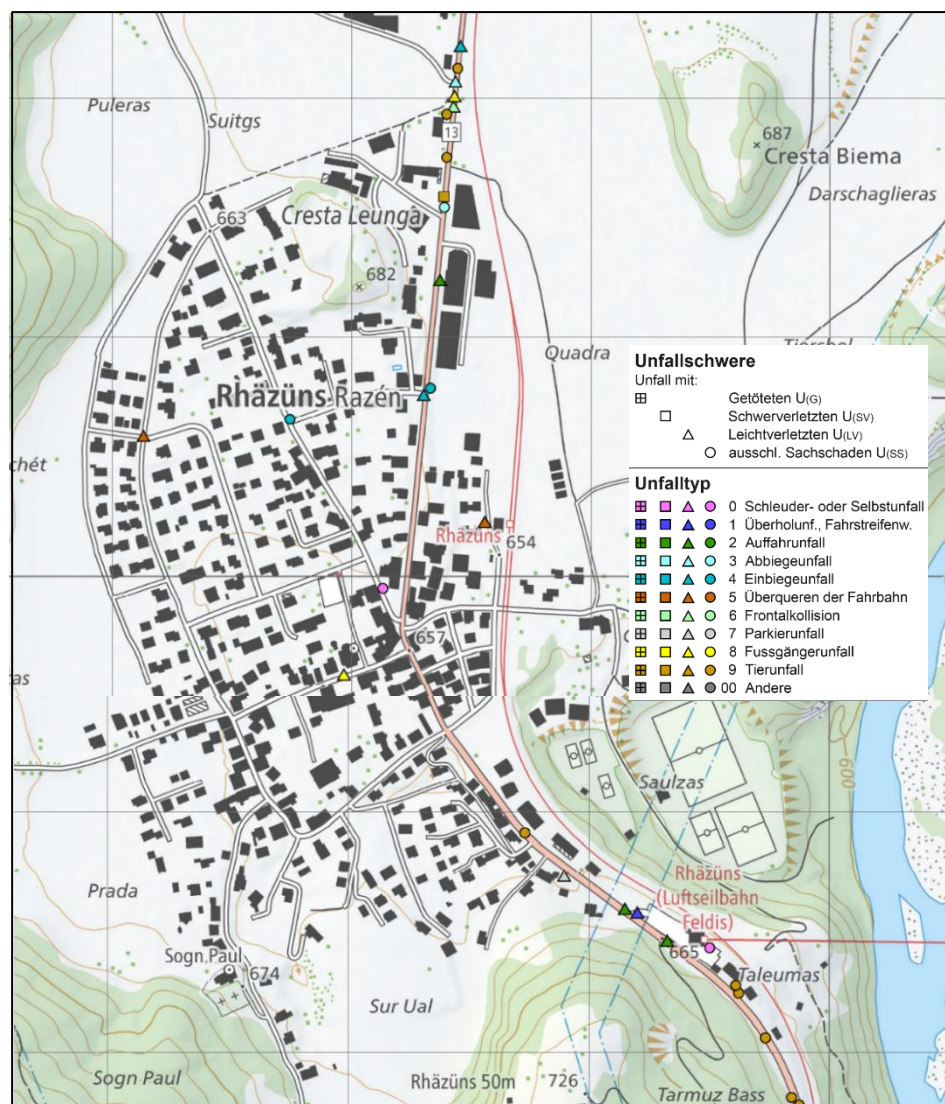 Puleras
Suitgs
13
687
Cresta Biema
Darschaglieras
663
Cresta Leunga
682
Quadra
Rhäzüns Razén
Rhäzüns
654
657
Unfallschwere
Unfall mit:
Getöteten U(G)
Schwerverletzten U(SV)
Leichtverletzten U(LV)
ausschl. Sachschaden U(SS)
Unfalltyp
0 Schleuder- oder Selbstunfall
1 Überholunf., Fahrstreifenw.
2 Auffahrunfall
3 Abbiegeunfall
4 Einbiegeunfall
5 Überqueren der Fahrbahn
6 Frontalkollision
7 Parkierunfall
8 Fussgängerunfall
9 Tierunfall
00 Andere
600
Saulzas
Prada
Rhäzüns
(Luftseilbahn
Feldis)
665
Sogn Paul
674
Taleumas
Sur Ual
Sogn Paul
Rhäzüns 50m
726
Tarmuz Bass